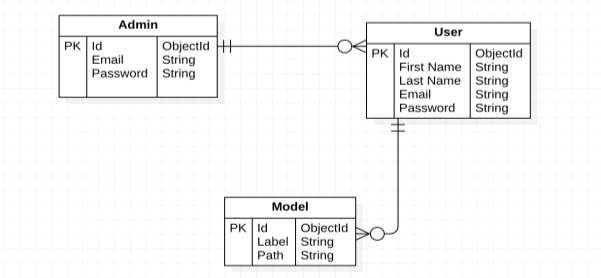 Admin
PK Id ObjectId
Email String
Password String
User
PK Id ObjectId
First Name String
Last Name String
Email String
Password String
Model
PK Id ObjectId
Label String
Path String